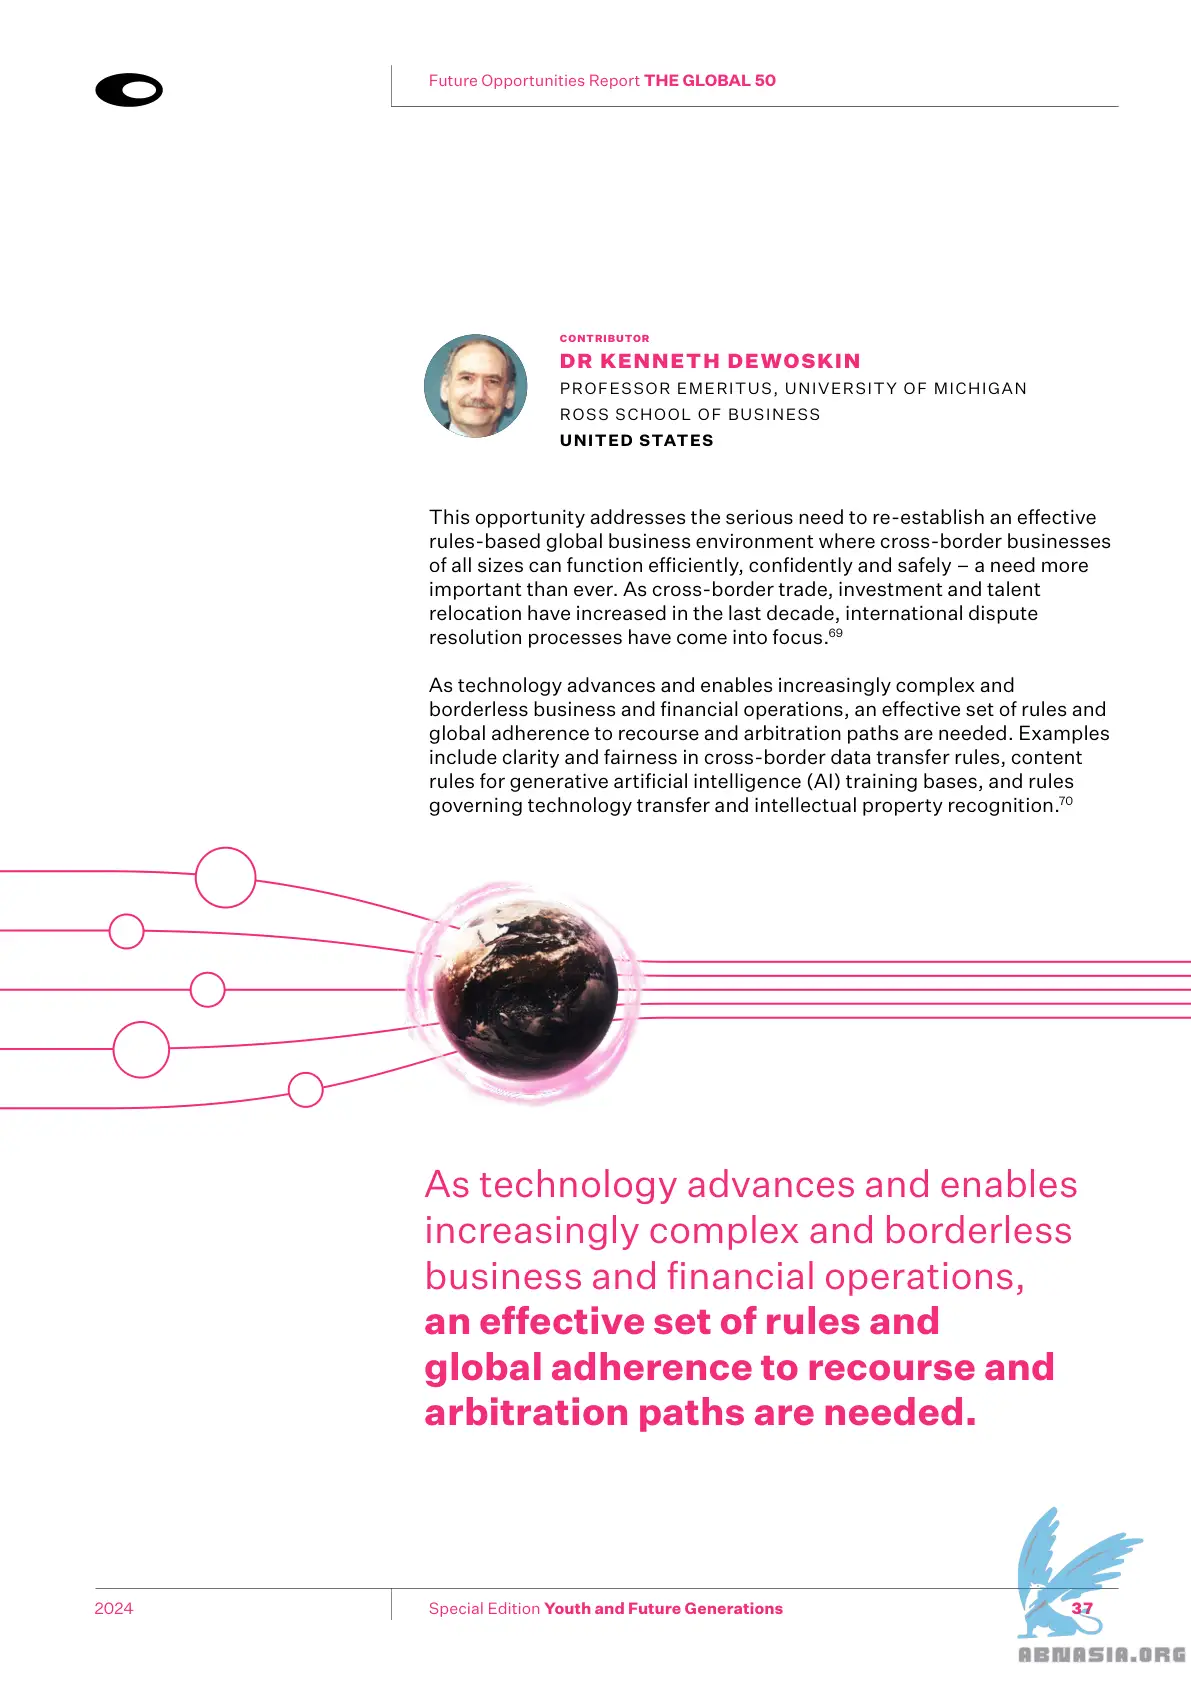 Future Opportunities Report THE GLOBAL 50
CONTRIBUTOR
DR KENNETH DEWOSKIN
PROFESSOR EMERITUS, UNIVERSITY OF MICHIGAN
ROSS SCHOOL OF BUSINESS
UNITED STATES
This opportunity addresses the serious need to re-establish an effective
rules-based global business environment where cross-border businesses
of all sizes can function efficiently, confidently and safely – a need more
important than ever. As cross-border trade, investment and talent
relocation have increased in the last decade, international dispute
resolution processes have come into focus.69
As technology advances and enables increasingly complex and
borderless business and financial operations, an effective set of rules and
global adherence to recourse and arbitration paths are needed. Examples
include clarity and fairness in cross-border data transfer rules, content
rules for generative artificial intelligence (AI) training bases, and rules
governing technology transfer and intellectual property recognition.70
As technology advances and enables
increasingly complex and borderless
business and financial operations,
an effective set of rules and
global adherence to recourse and
arbitration paths are needed.
2024
Special Edition Youth and Future Generations
37
ABNASIA.ORG